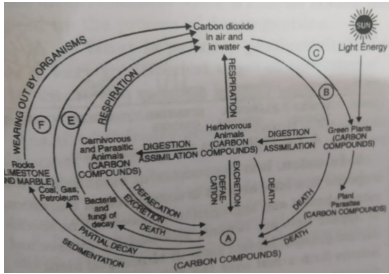 Carbon dioxide
in air and
in water
SUN
Light Energy
WEARING OUT BY ORGANISMS
RESPIRATION
RESPIRATION
C
B
F
E
Carnivorous
and Parasitic
Animals
(CARBON
COMPOUNDS)
DIGESTION
ASSIMILATION
Harbivorous
Animals
(CARBON
COMPOUNDS)
DIGESTION
ASSIMILATION
Green Plants
(CARBON
COMPOUNDS)
Rocks
LIMESTONE
AND MARBLE)
Coal, Gas,
Petroleum
Bacteria
and
fungi of
decay
DEFAECATION
EXCRETION
DEATH
EXCRETION
DEFAE-
CATION
DEATH
DEATH
Plant
Parasites
(CARBON COMPOUNDS)
DEATH
A
(CARBON COMPOUNDS)
PARTIAL DECAY
SEDIMENTATION